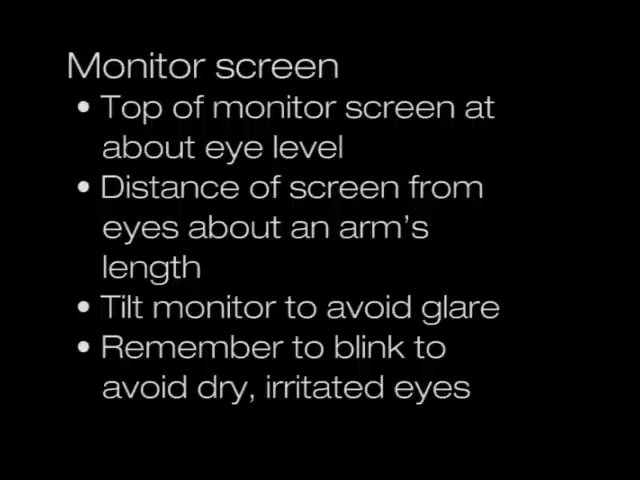 Monitor screen
• Top of monitor screen at
about eye level
• Distance of screen from
eyes about an arm's
length
• Tilt monitor to avoid glare
• Remember to blink to
avoid dry, irritated eyes